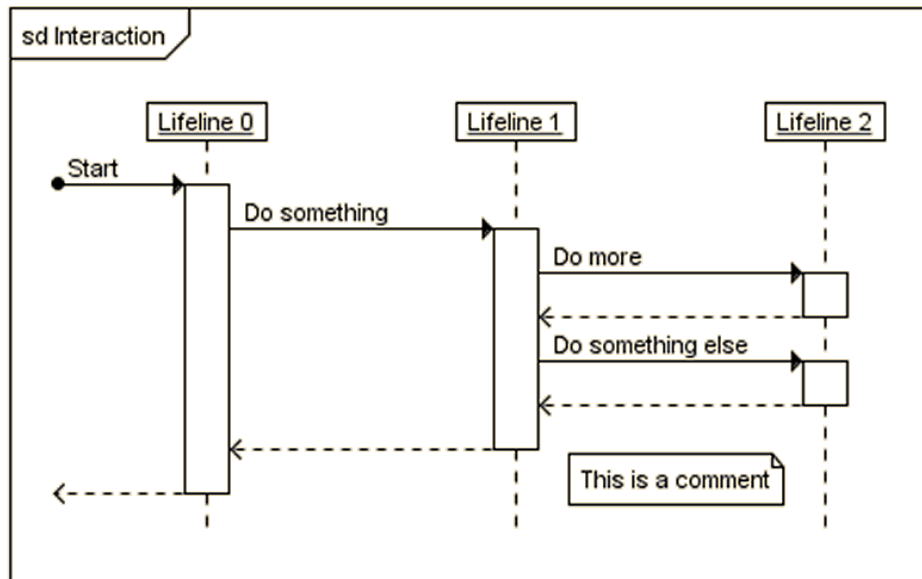 sd Interaction
Lifeline 0
Lifeline 1
Lifeline 2
Start
Do something
Do more
Do something else
This is a comment